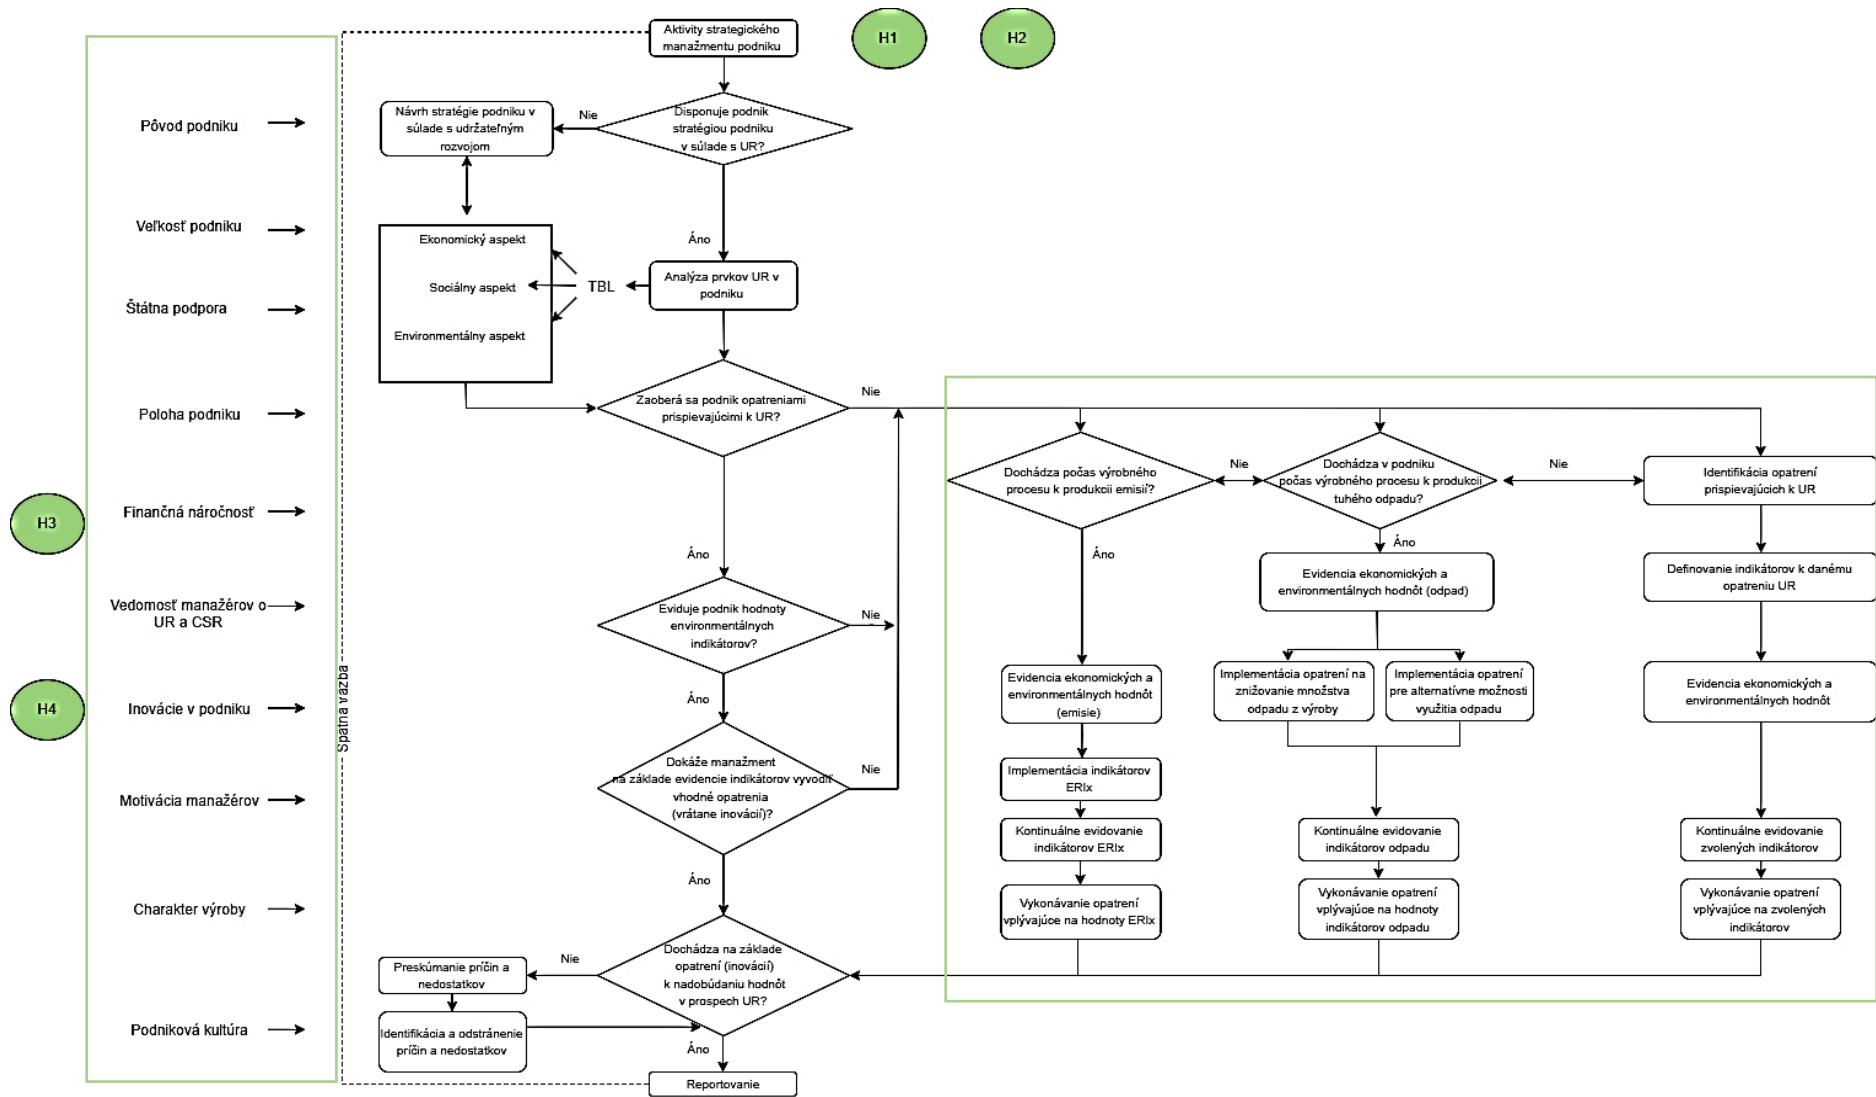 H1
H2
Aktivity strategického
manažmentu podniku
Pôvod podniku
Veľkosť podniku
Štátna podpora
Poloha podniku
H3
Finančná náročnosť
Vedomosť manažérov o
UR a CSR
H4
Inovácie v podniku
Motivácia manažérov
Charakter výroby
Podniková kultúra
Spätná väzba
Návrh stratégie podniku v
súlade s udržateľným
rozvojom
Nie
Disponuje podnik
stratégiou podniku
v súlade s UR?
Áno
Ekonomický aspekt
Sociálny aspekt
Environmentálny aspekt
TBL
Analýza prvkov UR v
podniku
Zaoberá sa podnik opatreniami
prispievajúcimi k UR?
Nie
Áno
Eviduje podnik hodnoty
environmentálnych
indikátorov?
Nie
Áno
Dokáže manažment
na základe evidencie indikátorov vyvodiť
vhodné opatrenia
(vrátane inovácií)?
Nie
Áno
Dochádza na základe
opatrení (inovácií)
k nadobúdaniu hodnôt
v prospech UR?
Nie
Preskúmanie príčin a
nedostatkov
Identifikácia a odstránenie
príčin a nedostatkov
Áno
Reportovanie
Dochádza počas výrobného
procesu k produkcii emisií?
Nie
Áno
Evidencia ekonomických a
environmentálnych hodnôt
(emisie)
Implementácia indikátorov
ERIx
Kontinuálne evidovanie
indikátorov ERIx
Vykonávanie opatrení
vplývajúce na hodnoty ERIx
Dochádza v podniku
počas výrobného procesu k produkcii
tuhého odpadu?
Nie
Áno
Evidencia ekonomických a
environmentálnych hodnôt (odpad)
Implementácia opatrení na
znižovanie množstva
odpadu z výroby
Implementácia opatrení
pre alternatívne možnosti
využitia odpadu
Kontinuálne evidovanie
indikátorov odpadu
Vykonávanie opatrení
vplývajúce na hodnoty
indikátorov odpadu
Identifikácia opatrení
prispievajúcich k UR
Definovanie indikátorov k danému
opatreniu UR
Evidencia ekonomických a
environmentálnych hodnôt
Kontinuálne evidovanie
zvolených indikátorov
Vykonávanie opatrení
vplývajúce na zvolených
indikátorov